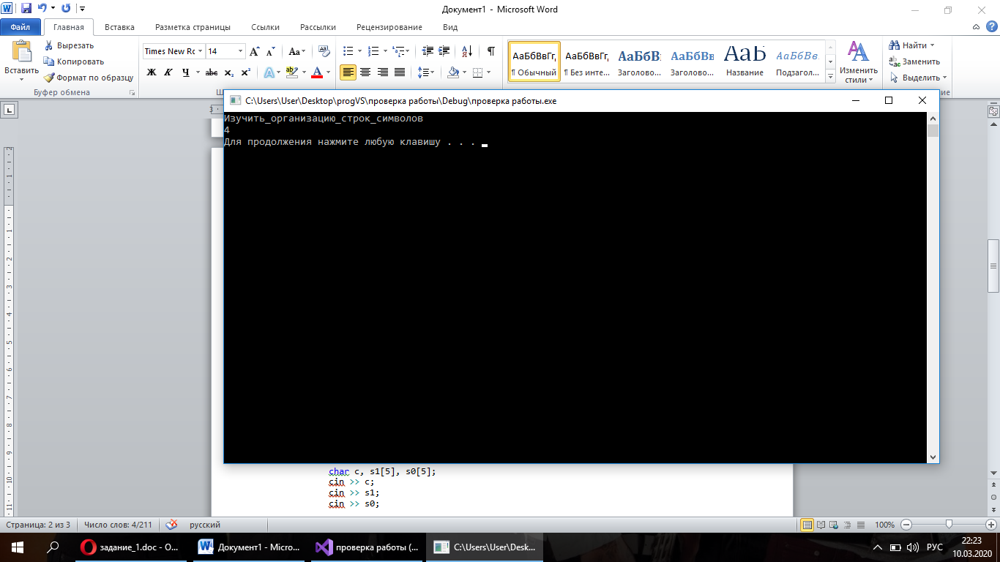 Документ1 - Microsoft Word
Файл Главная Вставка Разметка страницы Ссылки Рассылки Рецензирование Вид
Вставить
Вырезать
Копировать
Формат по образцу
Буфер обмена
Times New Ro 14
Ж К Ч abc x₂ x² A A
Aa
АаБбВвГг, АаБбВвГг, АаБбВ АаБбВв АаБ АаБбВв
¶ Обычный ¶ Без инте... Заголово... Заголово... Название Подзагол...
Изменить стили
Найти
Заменить
Выделить
C:\Users\User\Desktop\progVS\проверка работы\Debug\проверка работы.exe
Изучить_организацию_строк_символов
4
Для продолжения нажмите любую клавишу . . .
char c, s1[5], s0[5];
cin >> c;
cin >> s1;
cin >> s0;
Страница: 2 из 3 Число слов: 4/211 русский 100%
задание_1.doc - O... Документ1 - Micro... проверка работы (... C:\Users\User\Desk... РУС 22:23
10.03.2020